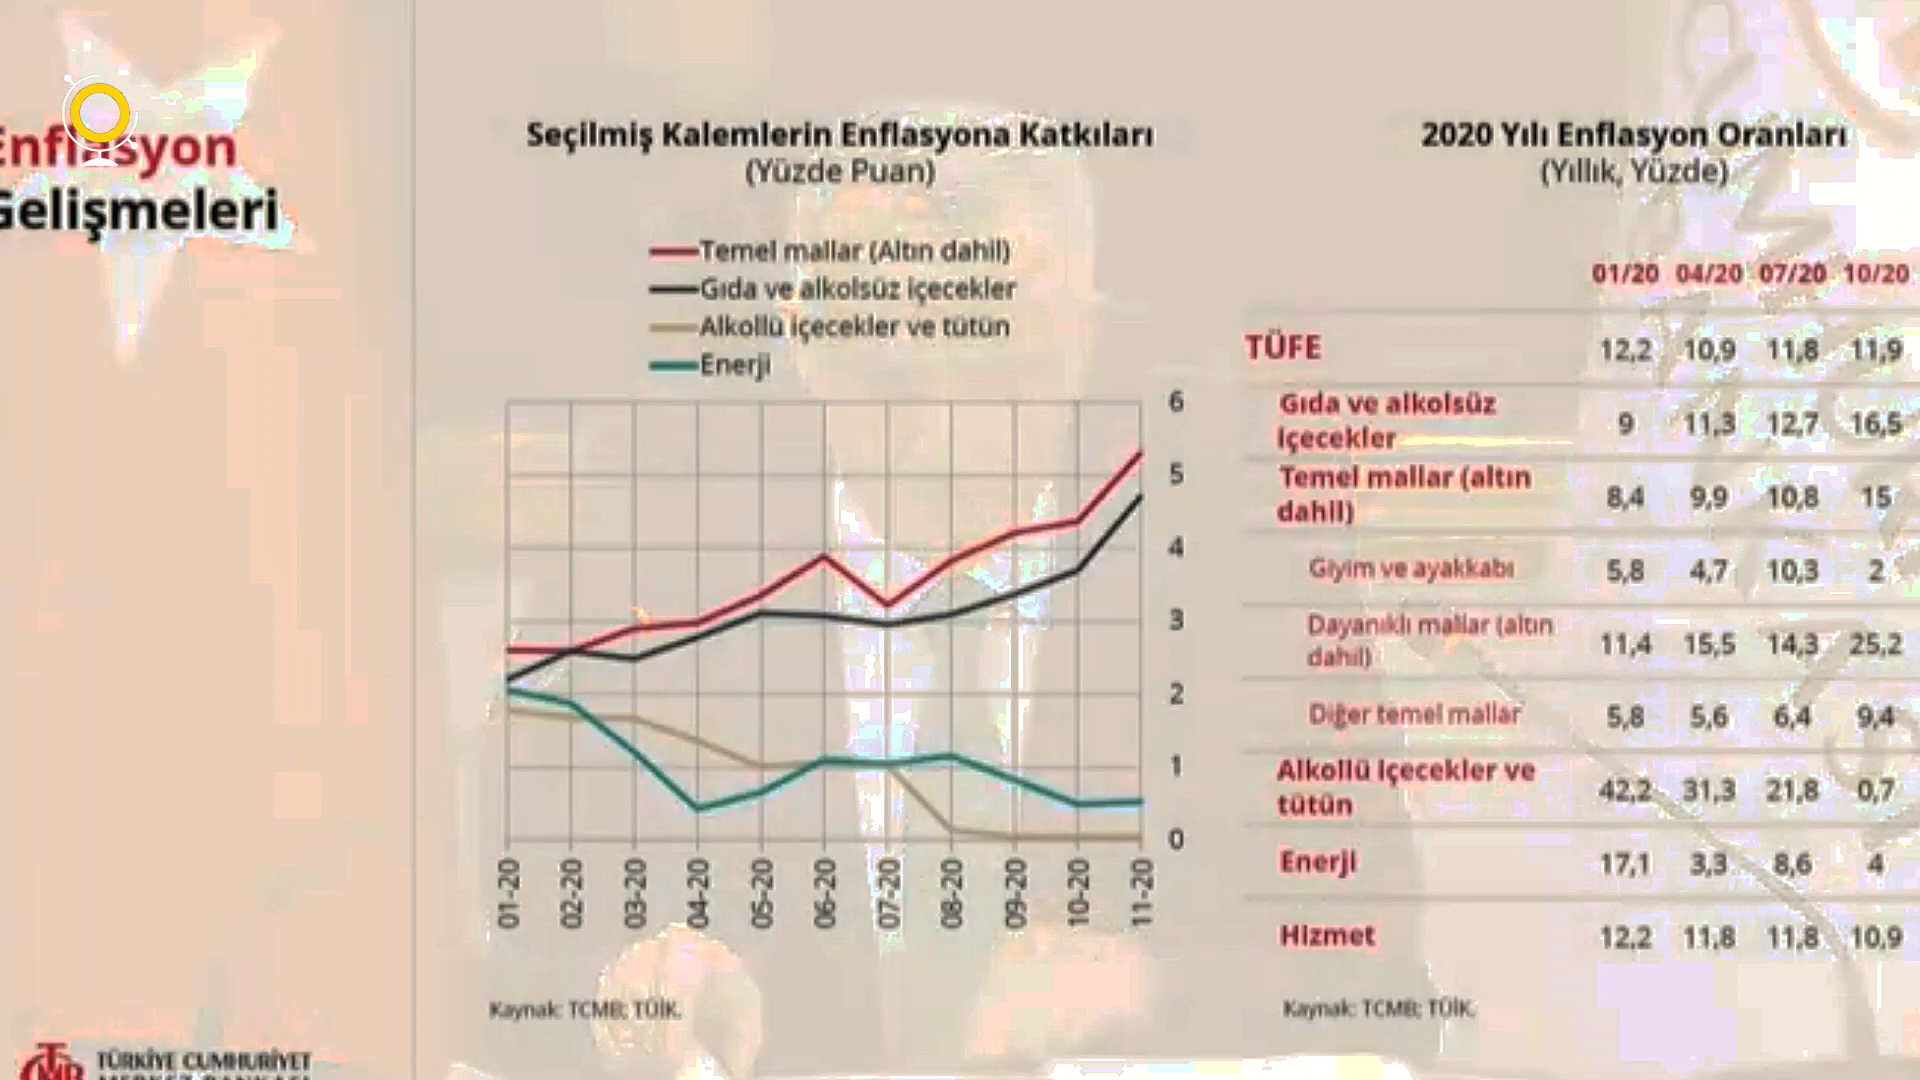 Enflasyon
Gelişmeleri
Seçilmiş Kalemlerin Enflasyona Katkıları
(Yüzde Puan)
Temel mallar (Altın dahil)
Gıda ve alkolsüz içecekler
Alkollü içecekler ve tütün
Enerji
6
5
4
3
2
1
0
01-20 02-20 03-20 04-20 05-20 06-20 07-20 08-20 09-20 10-20 11-20
Kaynak: TCMB; TÜİK.
2020 Yılı Enflasyon Oranları
(Yıllık, Yüzde)
01/20 04/20 07/20 10/20
TÜFE 12,2 10,9 11,8 11,9
Gıda ve alkolsüz
içecekler 9 11,3 12,7 16,5
Temel mallar (altın
dahil) 8,4 9,9 10,8 15
Giyim ve ayakkabı 5,8 4,7 10,3 2
Dayanıklı mallar (altın
dahil) 11,4 15,5 14,3 25,2
Diğer temel mallar 5,8 5,6 6,4 9,4
Alkollü içecekler ve
tütün 42,2 31,3 21,8 0,7
Enerji 17,1 3,3 8,6 4
Hizmet 12,2 11,8 11,8 10,9
Kaynak: TCMB; TÜİK.
TÜRKİYE CUMHURİYET
MERKEZ BANKASI